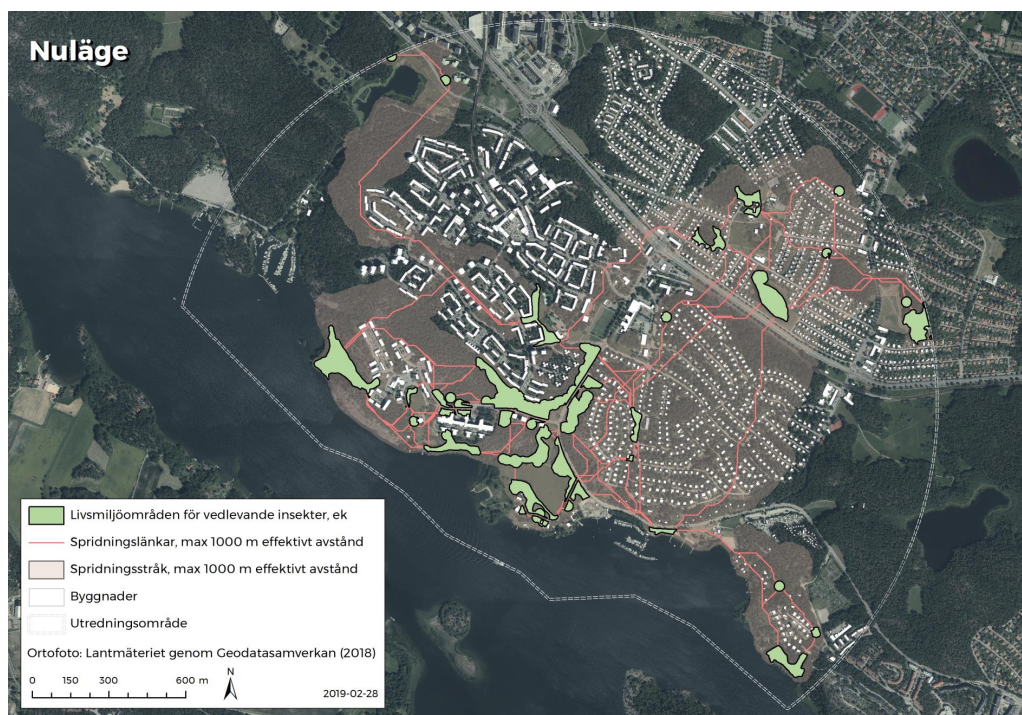 Nuläge
Livsmiljöområden för vedlevande insekter, ek
Spridningslänkar, max 1000 m effektivt avstånd
Spridningsstråk, max 1000 m effektivt avstånd
Byggnader
Utredningsområde
Ortofoto: Lantmäteriet genom Geodatasamverkan (2018)
0 150 300 600 m
N
2019-02-28